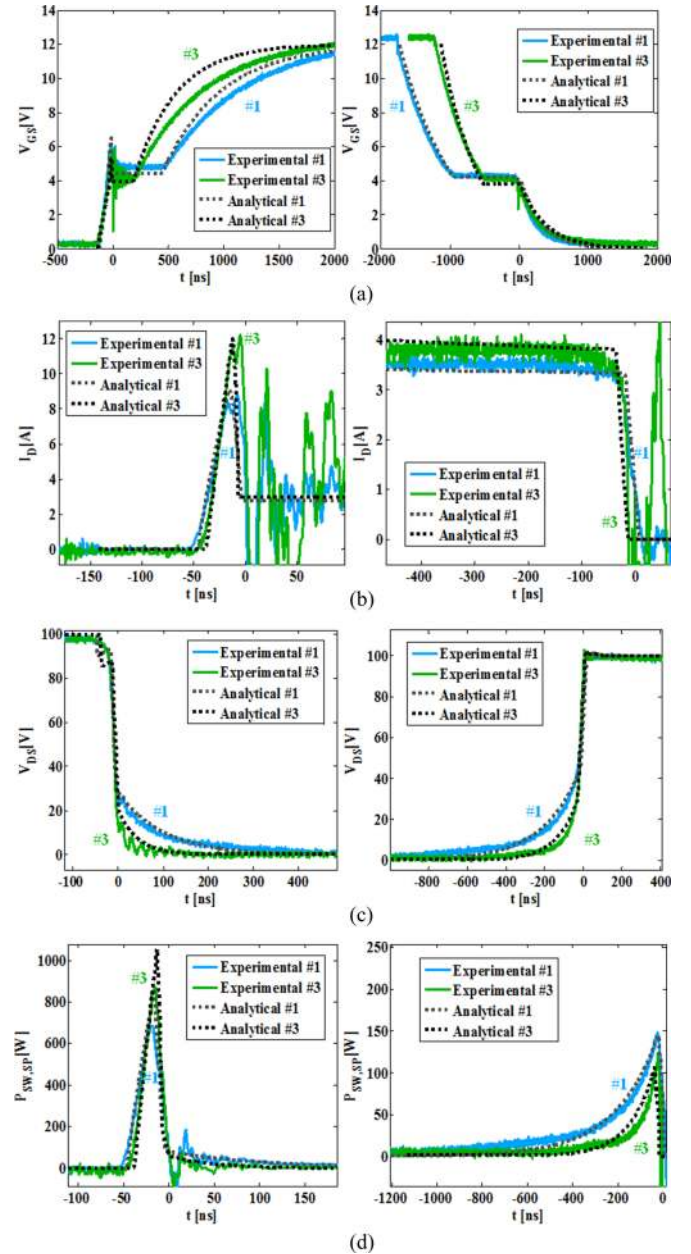 14
12
10
8
6
4
2
0
-500 0 500 1000 1500 2000
V_GS[V]
t [ns]
#3
#1
Experimental #1
Experimental #3
Analytical #1
Analytical #3
14
12
10
8
6
4
2
0
-2000 -1000 0 1000 2000
V_GS[V]
t [ns]
#1
#3
Experimental #1
Experimental #3
Analytical #1
Analytical #3
(a)
12
10
8
6
4
2
0
-150 -100 -50 0 50
I_D[A]
t [ns]
Experimental #1
Experimental #3
Analytical #1
Analytical #3
#3
#1
4
3
2
1
0
-400 -300 -200 -100 0
I_D[A]
t [ns]
Experimental #1
Experimental #3
Analytical #1
Analytical #3
#1
#3
(b)
100
80
60
40
20
0
-100 0 100 200 300 400
V_DS[V]
t [ns]
Experimental #1
Experimental #3
Analytical #1
Analytical #3
#1
#3
100
80
60
40
20
0
-800 -600 -400 -200 0 200 400
V_DS[V]
t [ns]
Experimental #1
Experimental #3
Analytical #1
Analytical #3
#1
#3
(c)
1000
800
600
400
200
0
-100 -50 0 50 100 150
P_SW,SP[W]
t [ns]
#3
#1
Experimental #1
Experimental #3
Analytical #1
Analytical #3
250
200
150
100
50
0
-1200 -1000 -800 -600 -400 -200 0
P_SW,SP[W]
t [ns]
Experimental #1
Experimental #3
Analytical #1
Analytical #3
#1
#3
(d)